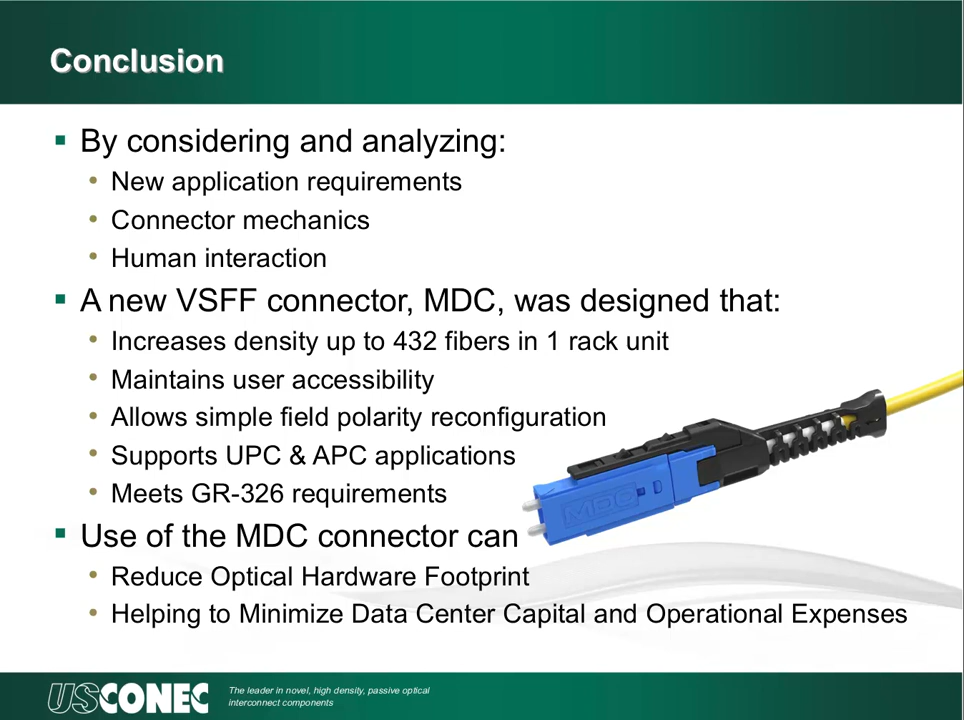 Conclusion
By considering and analyzing:
New application requirements
Connector mechanics
Human interaction
A new VSFF connector, MDC, was designed that:
Increases density up to 432 fibers in 1 rack unit
Maintains user accessibility
Allows simple field polarity reconfiguration
Supports UPC & APC applications
Meets GR-326 requirements
MDC
Use of the MDC connector can
Reduce Optical Hardware Footprint
Helping to Minimize Data Center Capital and Operational Expenses
USCONEC
The leader in novel, high density, passive optical
interconnect components